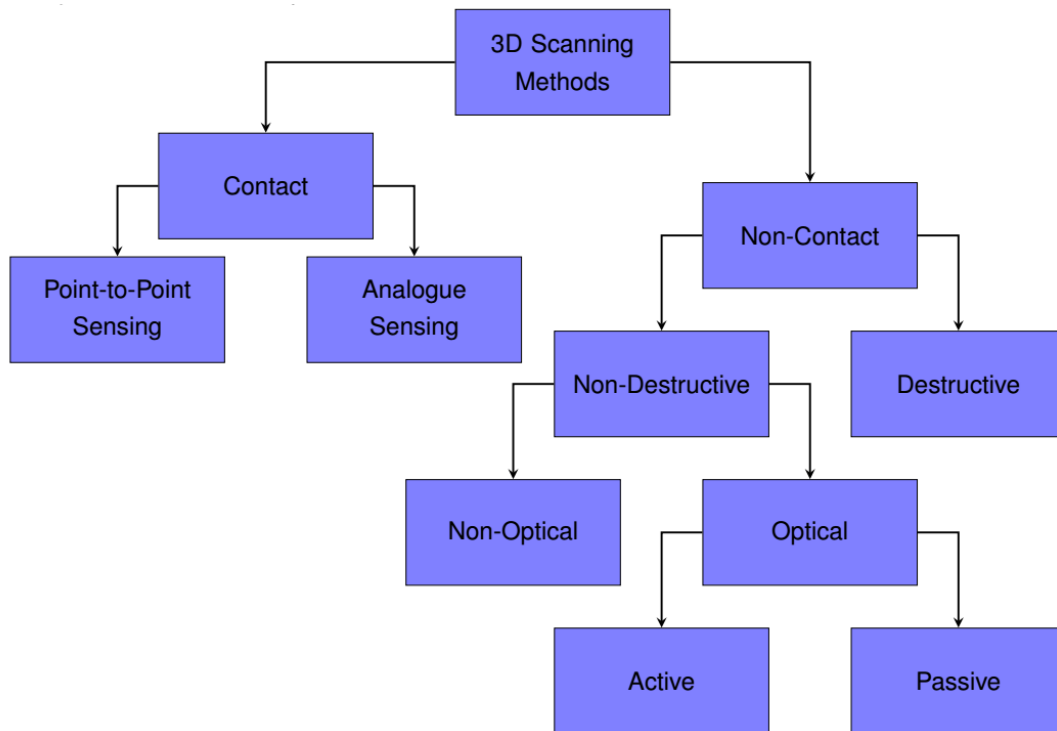 3D Scanning
Methods
Contact
Non-Contact
Point-to-Point
Sensing
Analogue
Sensing
Non-Destructive
Destructive
Non-Optical
Optical
Active
Passive